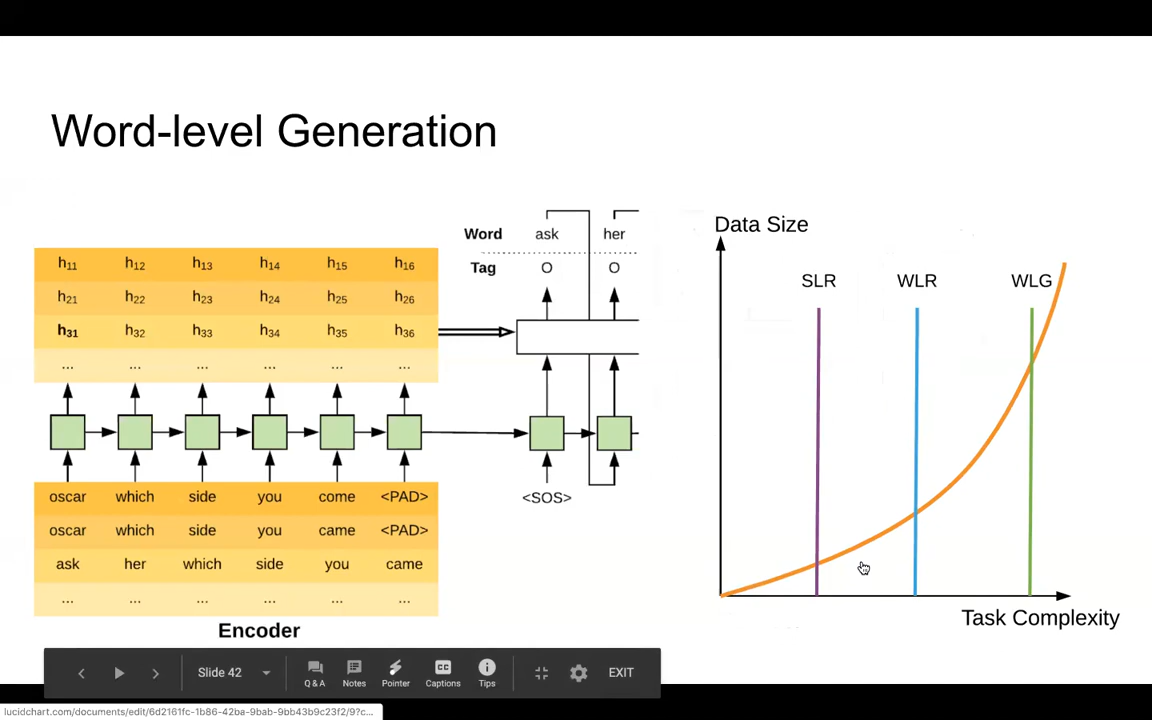 Word-level Generation
h11 h12 h13 h14 h15 h16
h21 h22 h23 h24 h25 h26
h31 h32 h33 h34 h35 h36
... ... ... ... ... ...
oscar which side you come <PAD>
oscar which side you came <PAD>
ask her which side you came
... ... ... ... ... ...
Encoder
Word ask her
Tag O O
<SOS>
Data Size
SLR WLR WLG
Task Complexity
Slide 42
Q & A
Notes
Pointer
CC
Captions
Tips
EXIT
lucidchart.com/documents/edit/6d2161fc-1b86-42ba-9bab-9bb43b9c23f2/9?c...